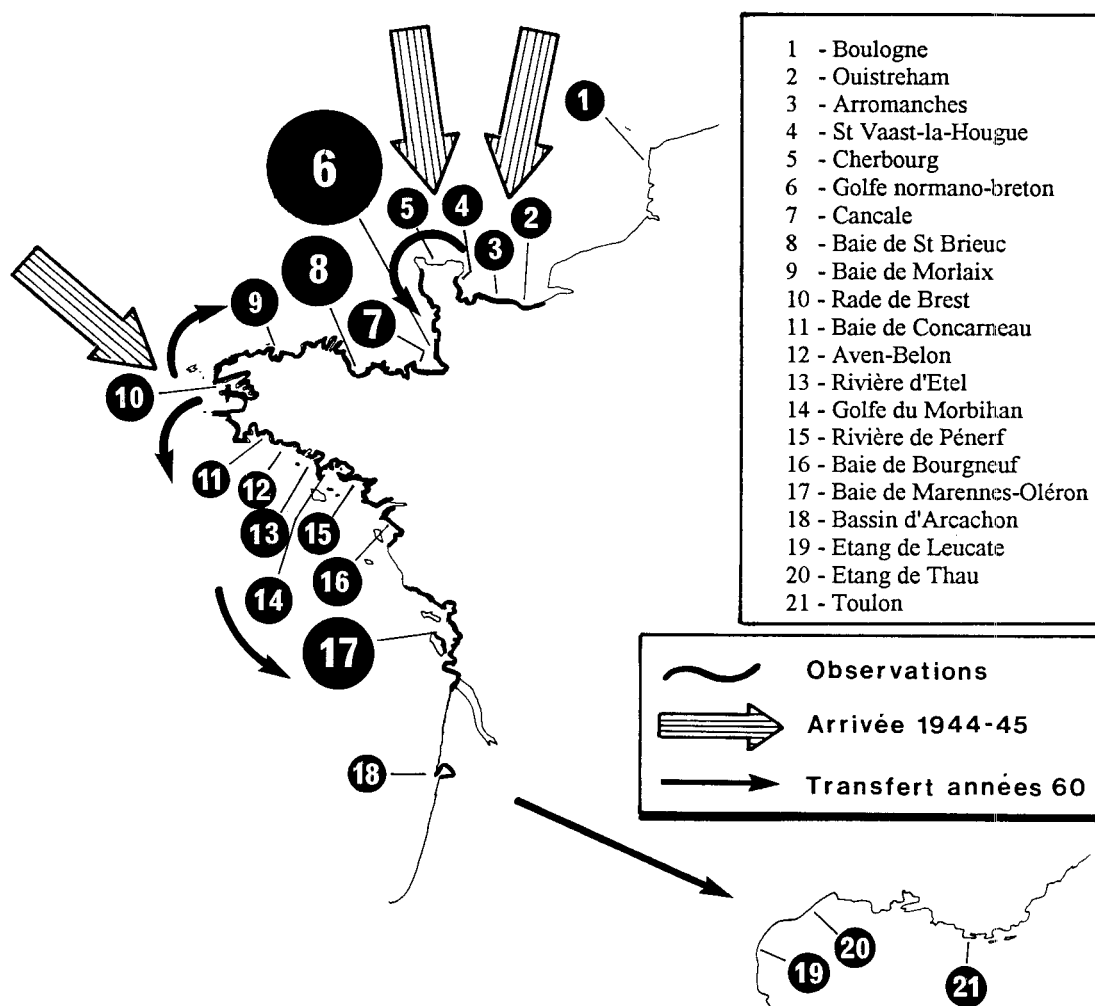 1 - Boulogne
2 - Ouistreham
3 - Arromanches
4 - St Vaast-la-Hougue
5 - Cherbourg
6 - Golfe normano-breton
7 - Cancale
8 - Baie de St Brieuc
9 - Baie de Morlaix
10 - Rade de Brest
11 - Baie de Concarneau
12 - Aven-Belon
13 - Rivière d'Etel
14 - Golfe du Morbihan
15 - Rivière de Pénerf
16 - Baie de Bourgneuf
17 - Baie de Marennes-Oléron
18 - Bassin d'Arcachon
19 - Etang de Leucate
20 - Etang de Thau
21 - Toulon
Observations
Arrivée 1944-45
Transfert années 60
1
6
5
4
2
3
8
9
7
10
11
12
13
15
14
16
17
18
19
20
21